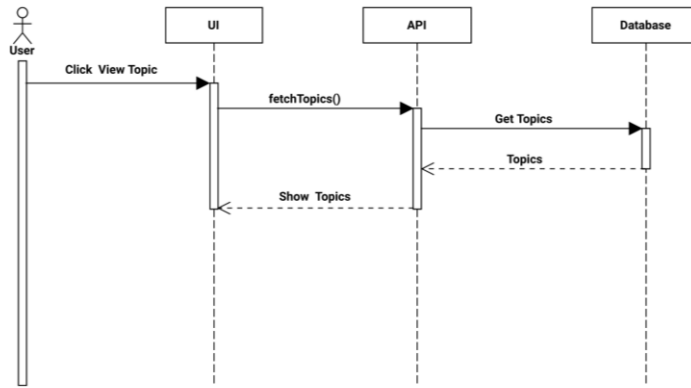 UI
API
Database
User
Click View Topic
fetchTopics()
Get Topics
Topics
Show Topics